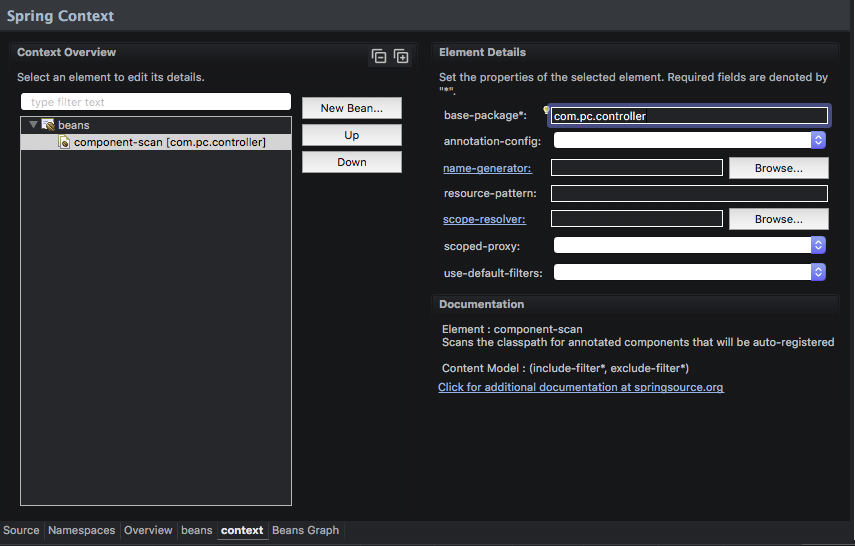 Spring Context
Context Overview
Select an element to edit its details.
type filter text
beans
component-scan [com.pc.controller]
New Bean...
Up
Down
Element Details
Set the properties of the selected element. Required fields are denoted by
"*".
base-package*:
com.pc.controller
annotation-config:
name-generator:
Browse...
resource-pattern:
scope-resolver:
Browse...
scoped-proxy:
use-default-filters:
Documentation
Element : component-scan
Scans the classpath for annotated components that will be auto-registered
Content Model : (include-filter*, exclude-filter*)
Click for additional documentation at springsource.org
Source
Namespaces
Overview
beans
context
Beans Graph